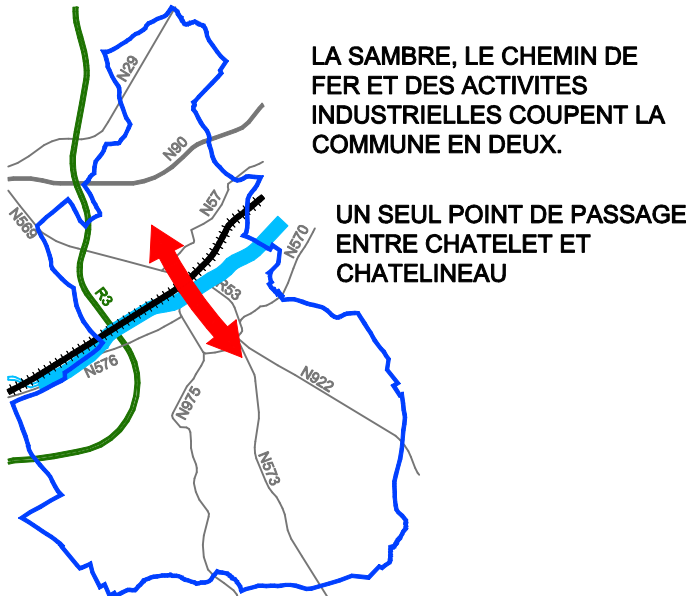 LA SAMBRE, LE CHEMIN DE
FER ET DES ACTIVITES
INDUSTRIELLES COUPENT LA
COMMUNE EN DEUX.
UN SEUL POINT DE PASSAGE
ENTRE CHATELET ET
CHATELINEAU
N29
N90
N57
N569
N570
R3
R53
N576
N922
N975
N573